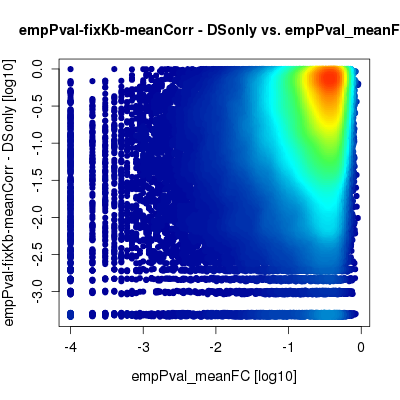 empPval-fixKb-meanCorr - DSonly vs. empPval_meanF
empPval-fixKb-meanCorr - DSonly [log10]
0.0
-0.5
-1.0
-1.5
-2.0
-2.5
-3.0
-4 -3 -2 -1 0
empPval_meanFC [log10]